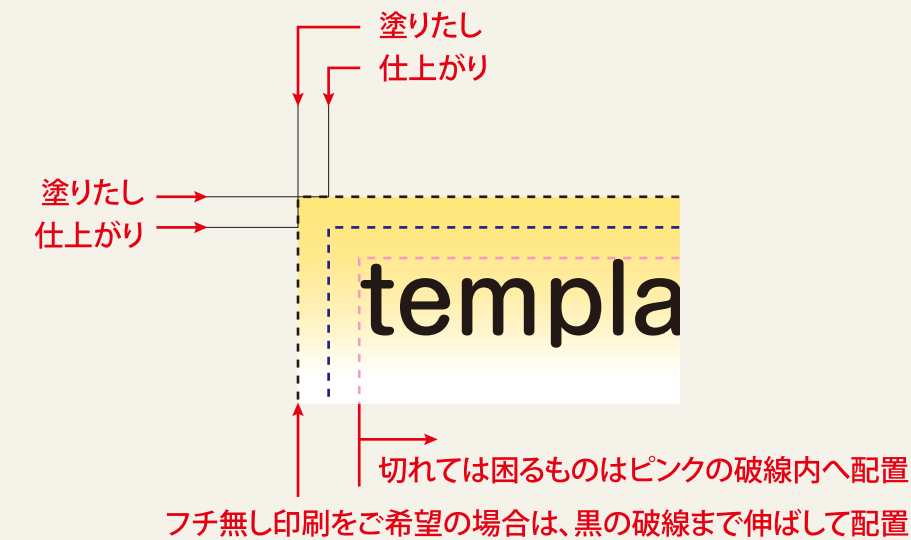 塗りたし
仕上がり
塗りたし
仕上がり
templa
切れては困るものはピンクの破線内へ配置
フチ無し印刷をご希望の場合は、黒の破線まで伸ばして配置